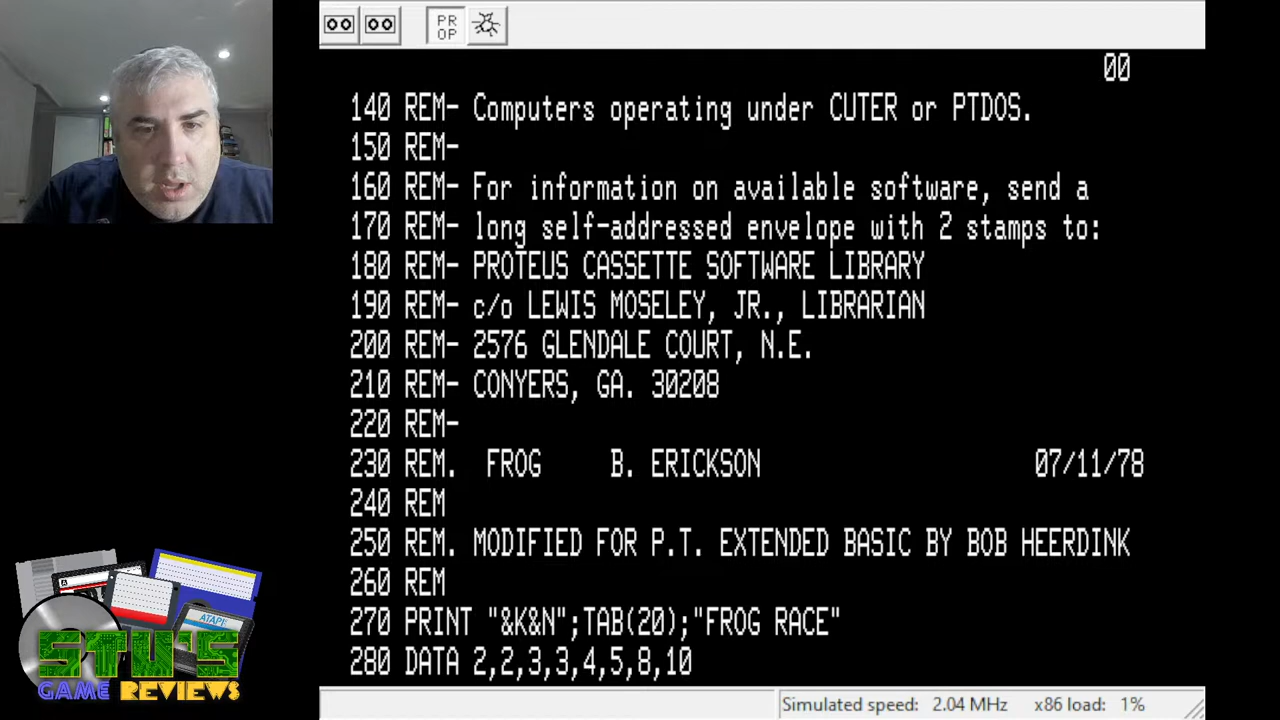 PR
OP
00
140 REM- Computers operating under CUTER or PTDOS.
150 REM-
160 REM- For information on available software, send a
170 REM- long self-addressed envelope with 2 stamps to:
180 REM- PROTEUS CASSETTE SOFTWARE LIBRARY
190 REM- c/o LEWIS MOSELEY, JR., LIBRARIAN
200 REM- 2576 GLENDALE COURT, N.E.
210 REM- CONYERS, GA. 30208
220 REM-
230 REM. FROG B. ERICKSON 07/11/78
240 REM
250 REM. MODIFIED FOR P.T. EXTENDED BASIC BY BOB HEERDINK
260 REM
270 PRINT "&K&N";TAB(20);"FROG RACE"
280 DATA 2,2,3,3,4,5,8,10
ATARI
STU'S
GAME REVIEWS
Simulated speed: 2.04 MHz x86 load: 1%